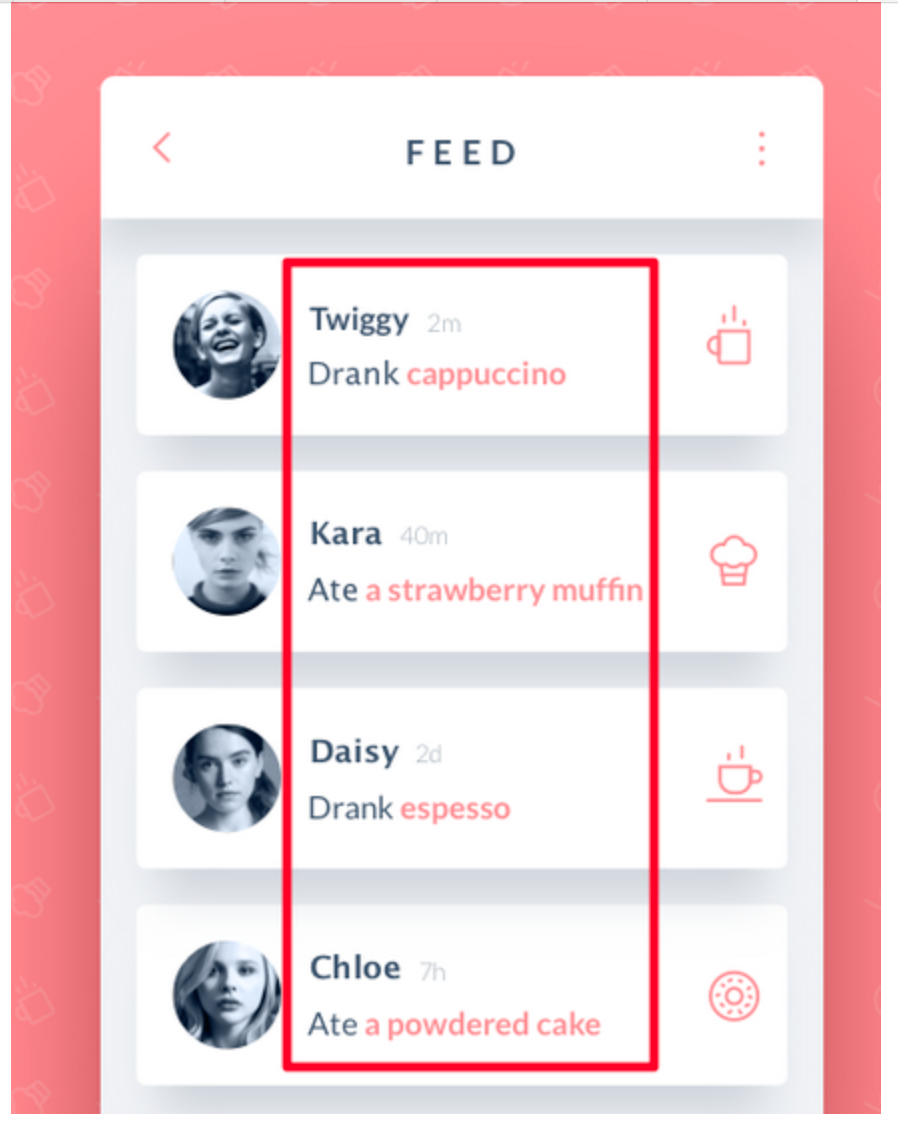 FEED
Twiggy 2m
Drank cappuccino
Kara 40m
Ate a strawberry muffin
Daisy 2d
Drank espesso
Chloe 7h
Ate a powdered cake